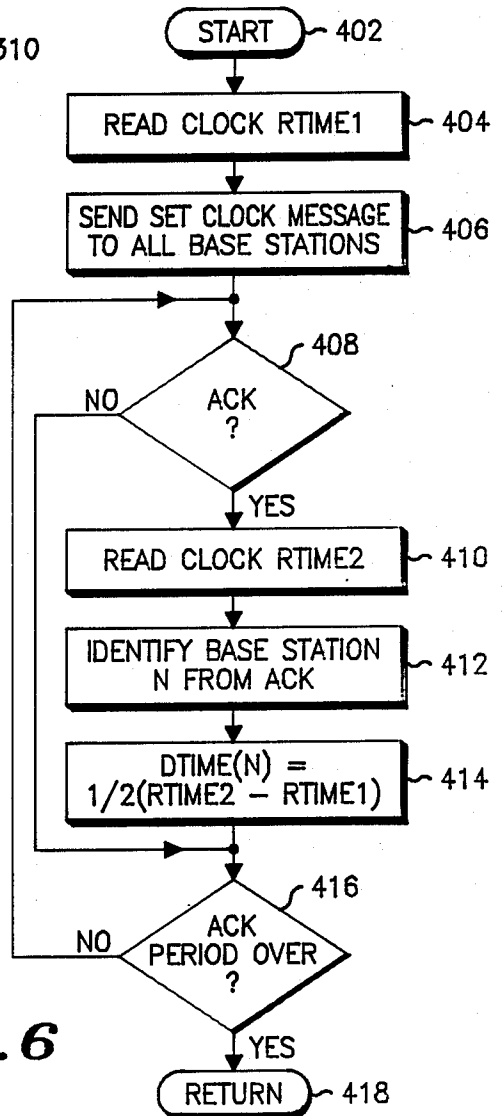 310
START
402
READ CLOCK RTIME1
404
SEND SET CLOCK MESSAGE
TO ALL BASE STATIONS
406
408
NO
ACK
?
YES
READ CLOCK RTIME2
410
IDENTIFY BASE STATION
N FROM ACK
412
DTIME(N) =
1/2(RTIME2 - RTIME1)
414
416
NO
ACK
PERIOD OVER
?
.6
YES
RETURN
418